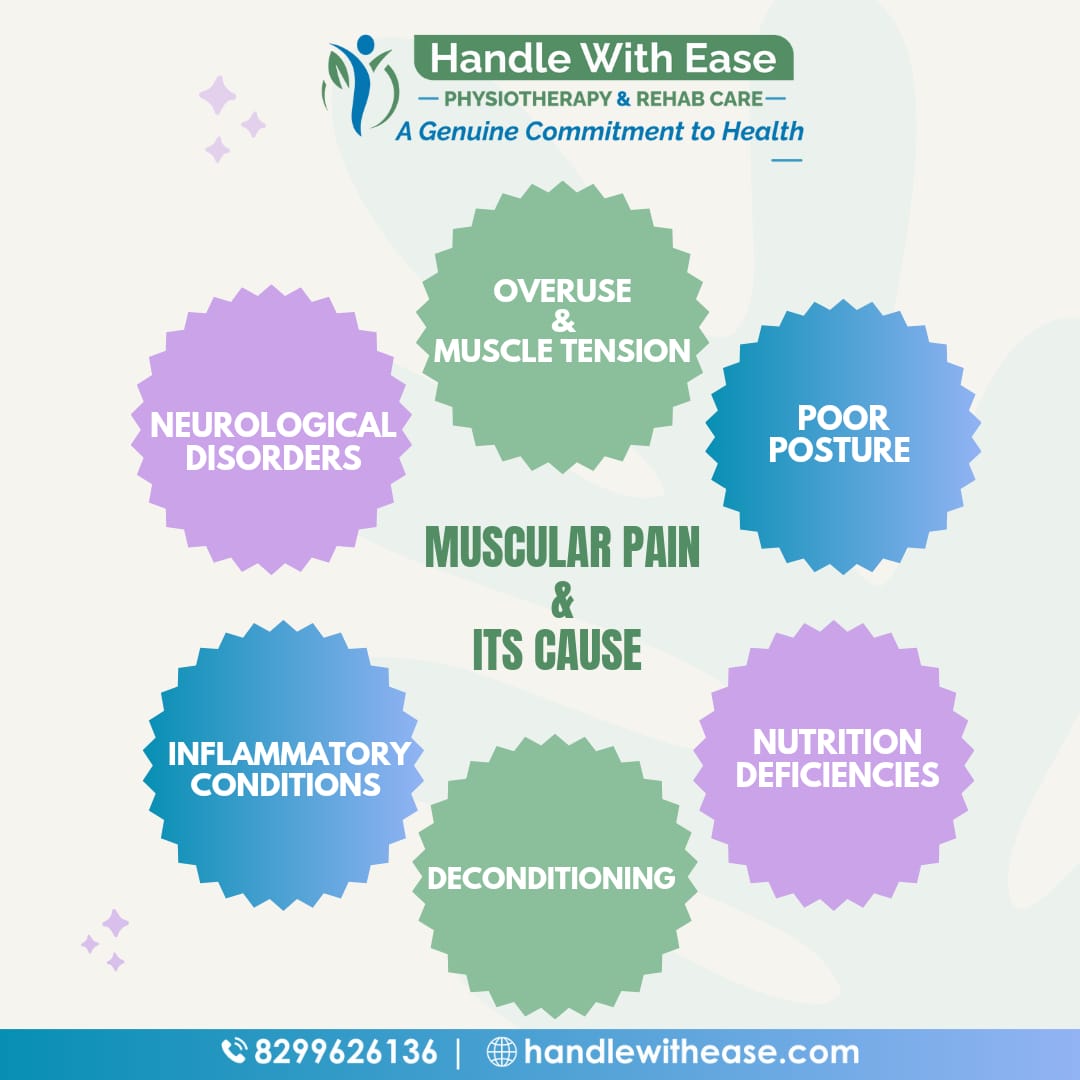 Handle With Ease
PHYSIOTHERAPY & REHAB CARE
A Genuine Commitment to Health
OVERUSE
&
MUSCLE TENSION
NEUROLOGICAL
DISORDERS
POOR
POSTURE
MUSCULAR PAIN
&
ITS CAUSE
INFLAMMATORY
CONDITIONS
NUTRITION
DEFICIENCIES
DECONDITIONING
8299626136 | handlewithease.com